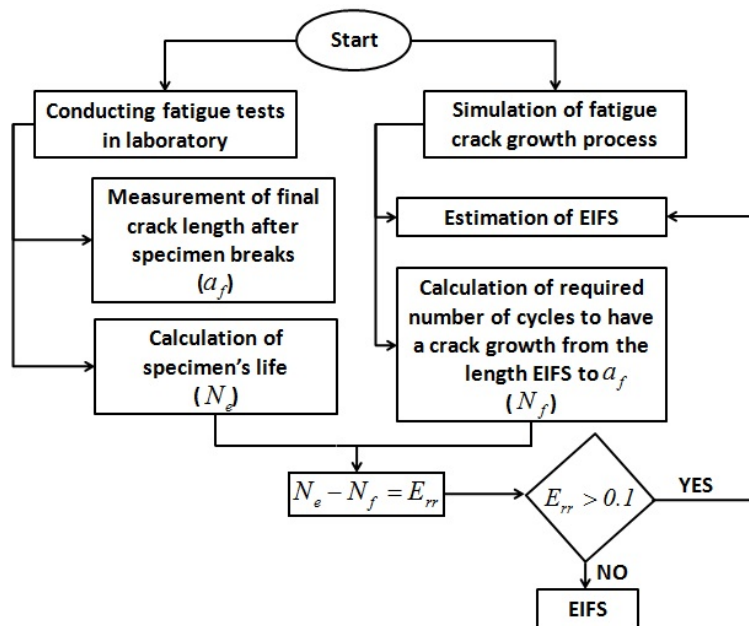 Start
Conducting fatigue tests
in laboratory
Simulation of fatigue
crack growth process
Measurement of final
crack length after
specimen breaks
(a_f)
Estimation of EIFS
Calculation of
specimen's life
(N_e)
Calculation of required
number of cycles to have
a crack growth from the
length EIFS to a_f
(N_f)
N_e − N_f = E_rr
E_rr > 0.1
YES
NO
EIFS